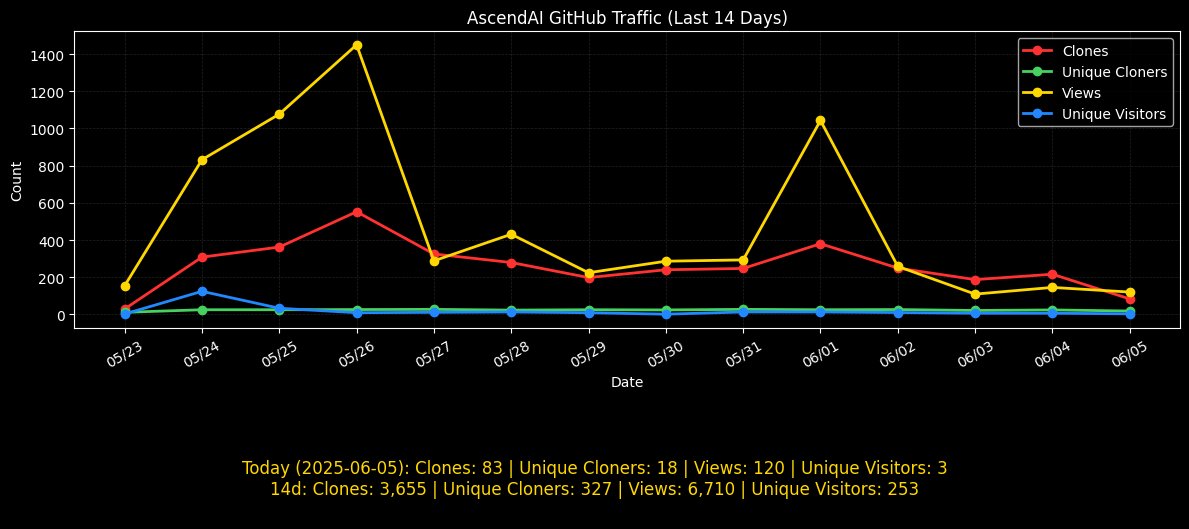 AscendAI GitHub Traffic (Last 14 Days)
Clones
Unique Cloners
Views
Unique Visitors
Count
1400
1200
1000
800
600
400
200
0
05/23
05/24
05/25
05/26
05/27
05/28
05/29
05/30
05/31
06/01
06/02
06/03
06/04
06/05
Date
Today (2025-06-05): Clones: 83 | Unique Cloners: 18 | Views: 120 | Unique Visitors: 3
14d: Clones: 3,655 | Unique Cloners: 327 | Views: 6,710 | Unique Visitors: 253